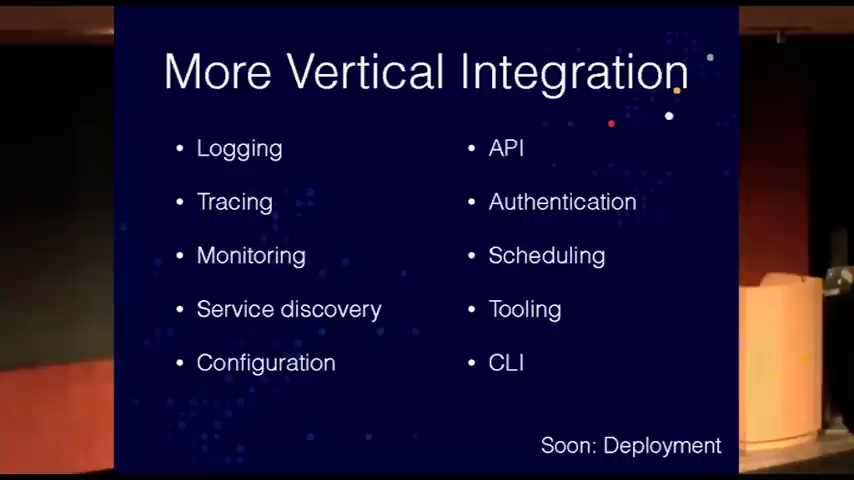 More Vertical Integration
• Logging
• Tracing
• Monitoring
• Service discovery
• Configuration
• API
• Authentication
• Scheduling
• Tooling
• CLI
Soon: Deployment